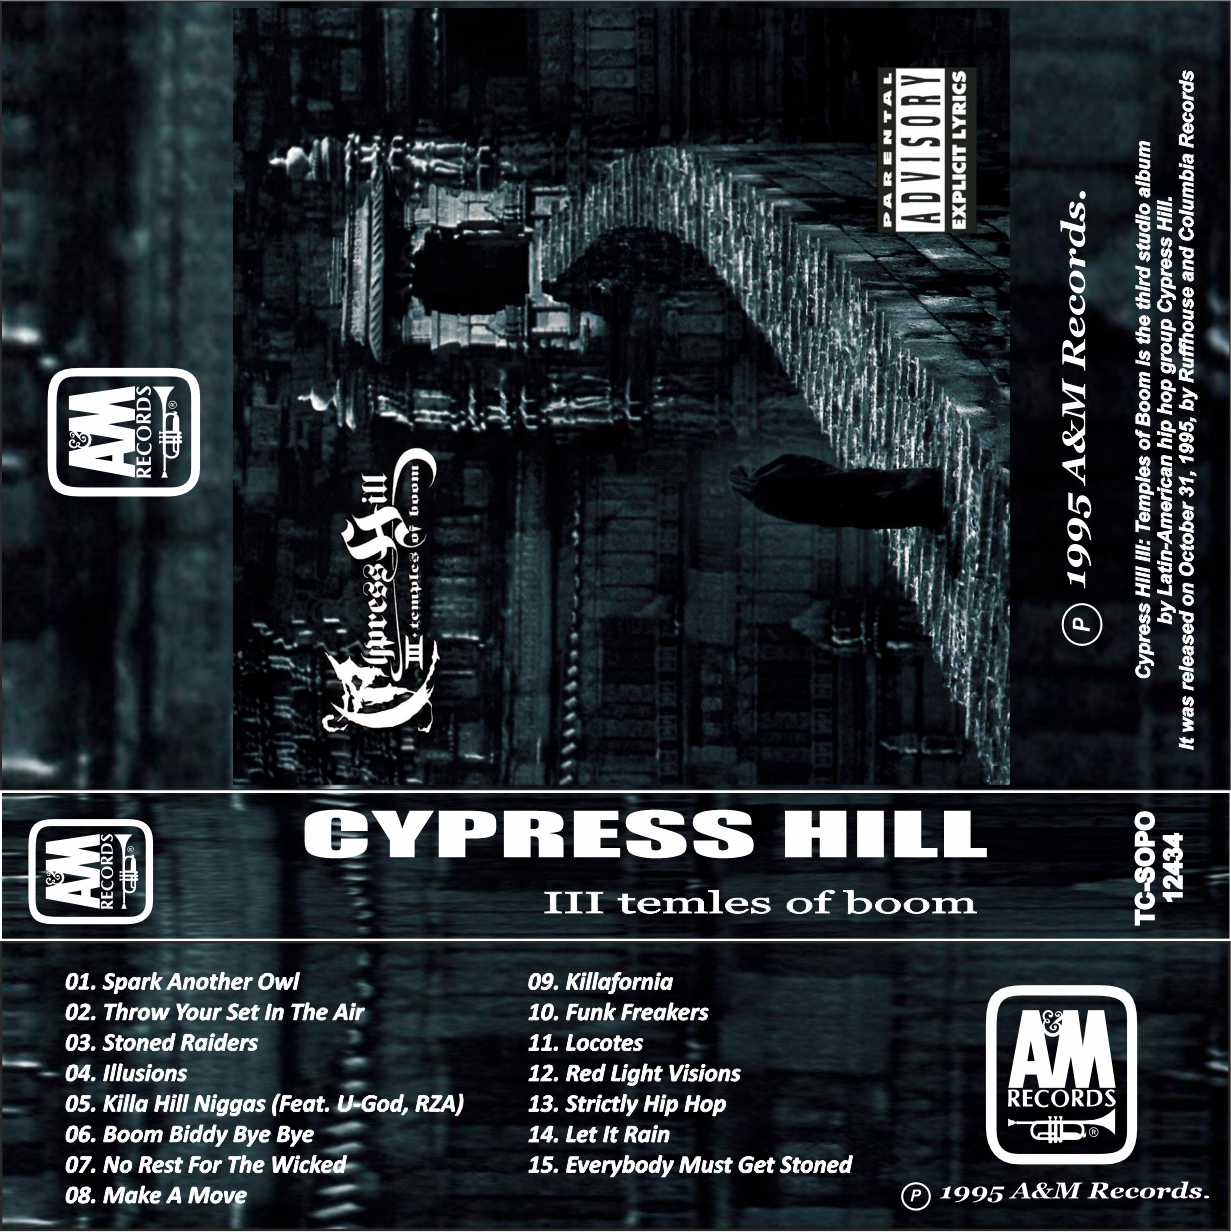 A&M
RECORDS
®
Cypress Hill
III · temples of boom
PARENTAL
ADVISORY
EXPLICIT LYRICS
P 1995 A&M Records.
Cypress Hill III: Temples of Boom is the third studio album
by Latin-American hip hop group Cypress Hill.
It was released on October 31, 1995, by Ruffhouse and Columbia Records
A&M
RECORDS
®
CYPRESS HILL
III temles of boom
TC-SOPO
12434
01. Spark Another Owl
02. Throw Your Set In The Air
03. Stoned Raiders
04. Illusions
05. Killa Hill Niggas (Feat. U-God, RZA)
06. Boom Biddy Bye Bye
07. No Rest For The Wicked
08. Make A Move
09. Killafornia
10. Funk Freakers
11. Locotes
12. Red Light Visions
13. Strictly Hip Hop
14. Let It Rain
15. Everybody Must Get Stoned
A&M
RECORDS
®
P 1995 A&M Records.